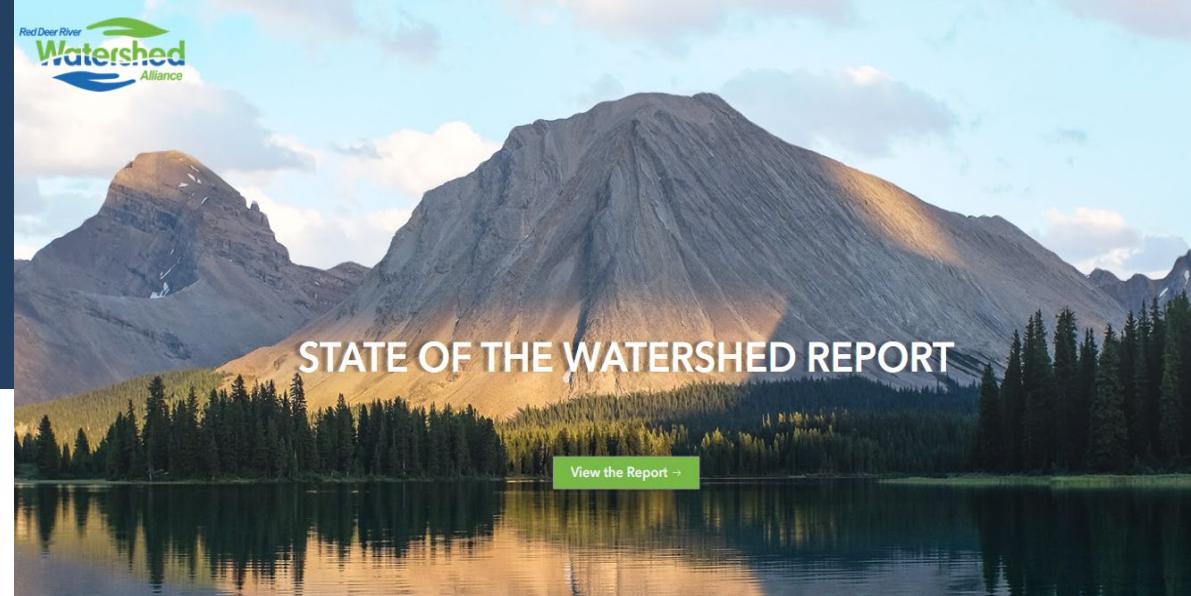 Red Deer River
Watershed
Alliance
STATE OF THE WATERSHED REPORT
View the Report →